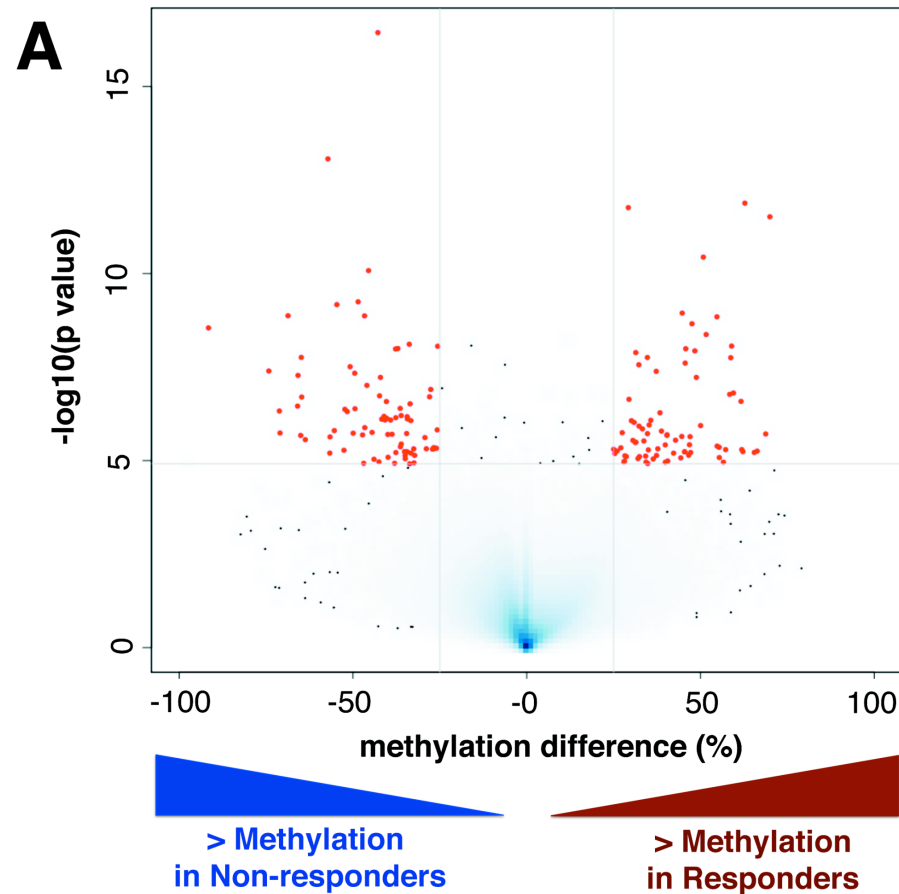 A
-log10(p value)
15
10
5
0
-100 -50 -0 50 100
methylation difference (%)
> Methylation
in Non-responders
> Methylation
in Responders